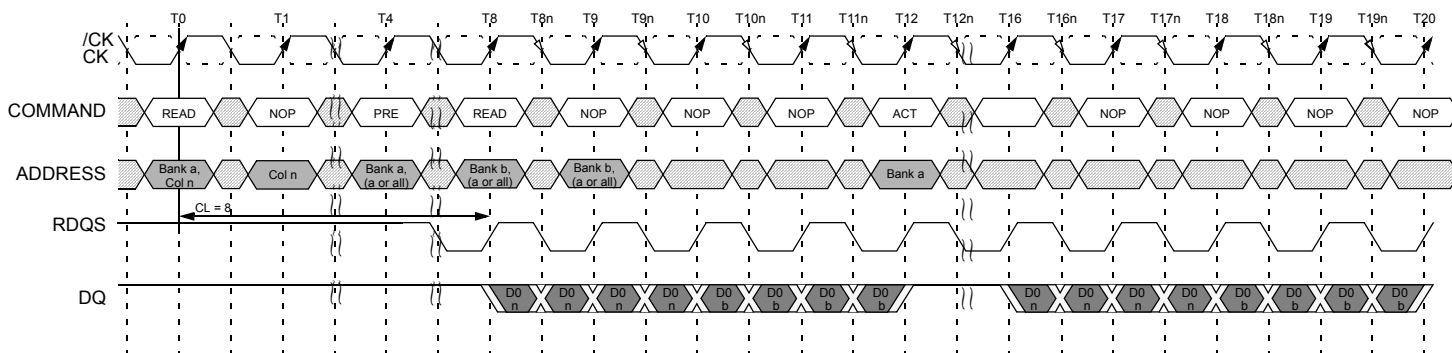 T0 T1 T4 T8 T8n T9 T9n T10 T10n T11 T11n T12 T12n T16 T16n T17 T17n T18 T18n T19 T19n T20
/CK
CK
COMMAND READ NOP PRE READ NOP NOP NOP ACT NOP NOP NOP NOP
ADDRESS Bank a, Col n Col n Bank a, (a or all) Bank b, (a or all) Bank b, (a or all) Bank a
CL = 8
RDQS
DQ D0 n D0 n D0 n D0 n D0 b D0 b D0 b D0 b D0 n D0 n D0 n D0 n D0 b D0 b D0 b D0 b